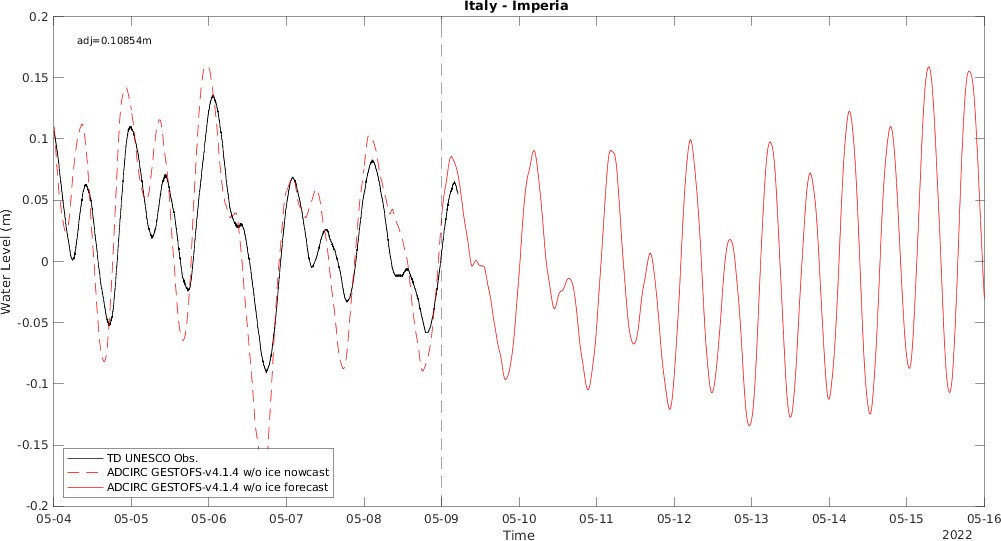 Italy - Imperia
adj=0.10854m
0.2
0.15
0.1
0.05
0
-0.05
-0.1
-0.15
-0.2
Water Level (m)
TD UNESCO Obs.
ADCIRC GESTOFS-v4.1.4 w/o ice nowcast
ADCIRC GESTOFS-v4.1.4 w/o ice forecast
05-04 05-05 05-06 05-07 05-08 05-09 05-10 05-11 05-12 05-13 05-14 05-15 05-16
Time
2022